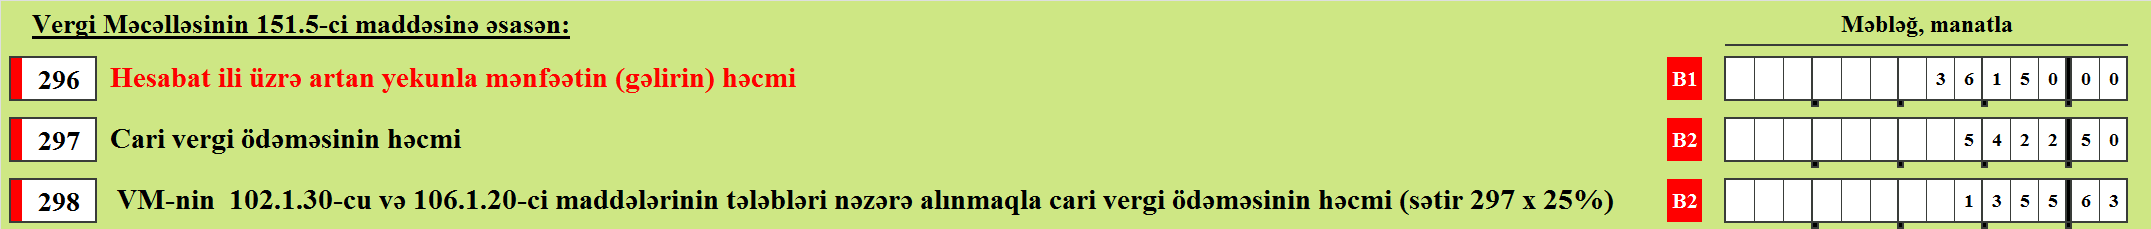 Vergi Məcəlləsinin 151.5-ci maddəsinə əsasən: Məbləğ, manatla
296 Hesabat ili üzrə artan yekunla mənfəətin (gəlirin) həcmi B1 3 6 1 5 0 0 0
297 Cari vergi ödəməsinin həcmi B2 5 4 2 2 5 0
298 VM-nin 102.1.30-cu və 106.1.20-ci maddələrinin tələbləri nəzərə alınmaqla cari vergi ödəməsinin həcmi (sətir 297 x 25%) B2 1 3 5 5 6 3